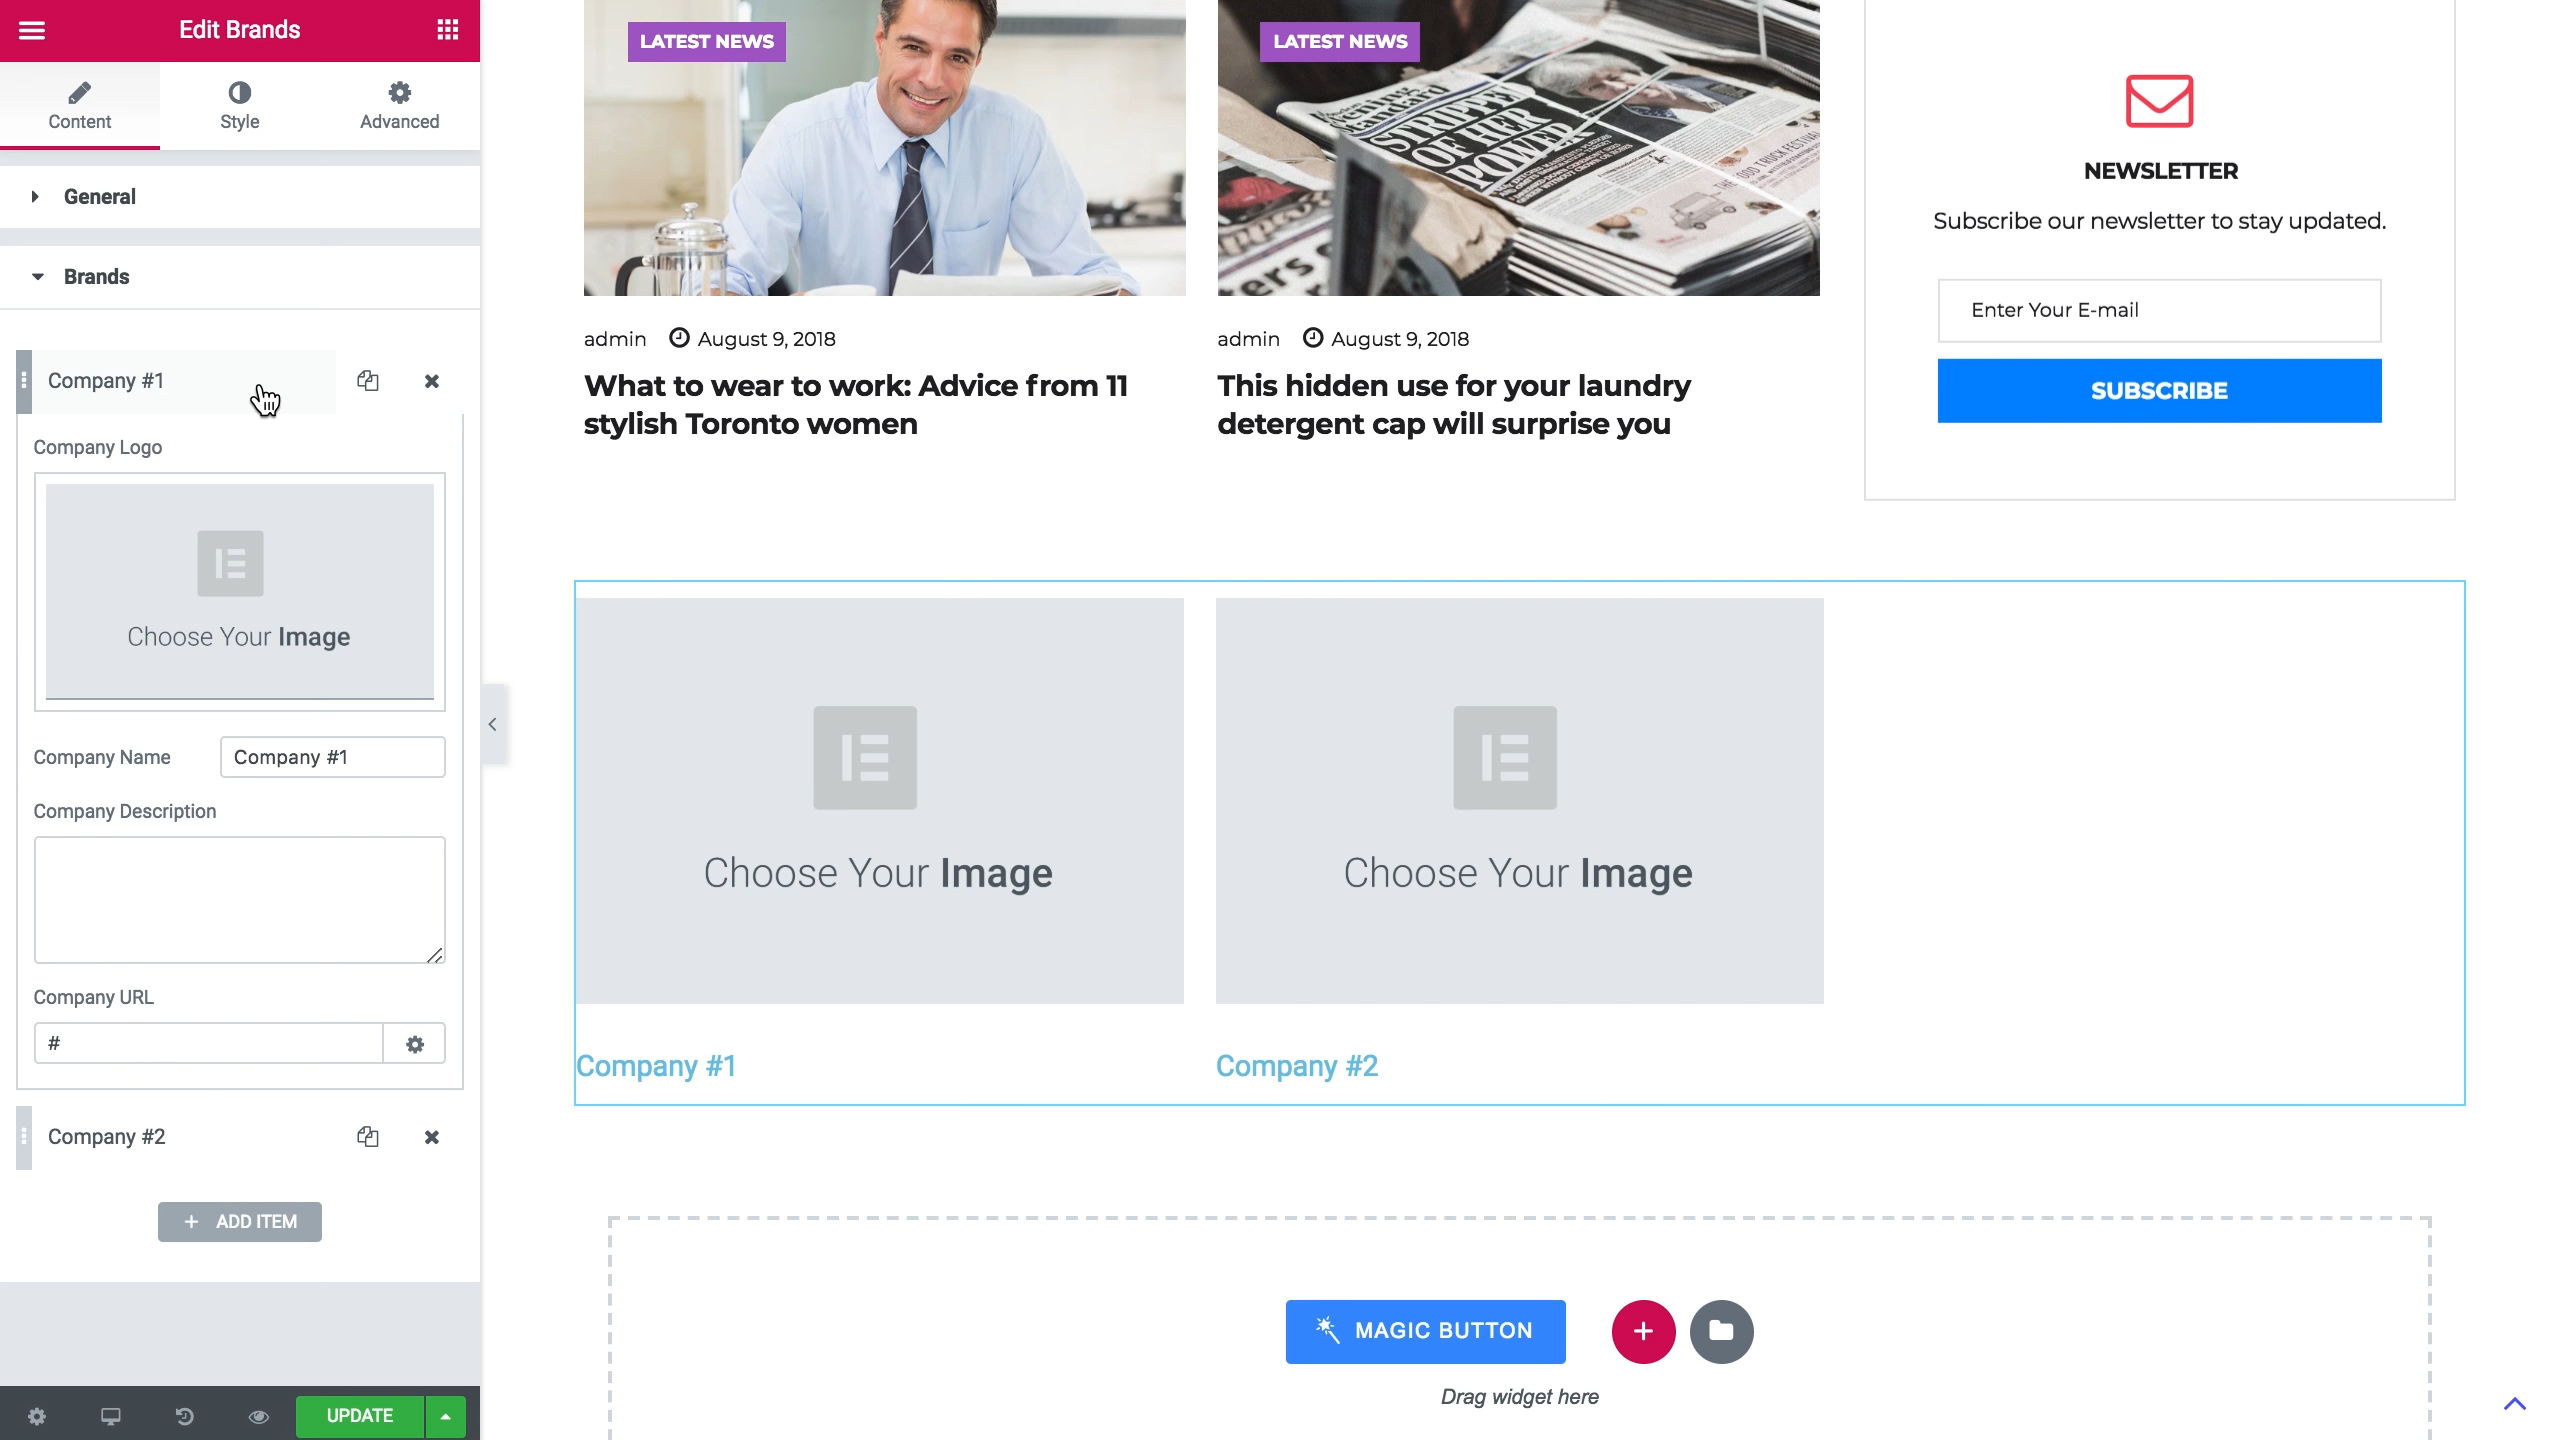 Edit Brands
Content
Style
Advanced
General
Brands
Company #1
Company Logo
Choose Your Image
Company Name
Company #1
Company Description
Company URL
#
Company #2
+ ADD ITEM
UPDATE
LATEST NEWS
admin August 9, 2018
What to wear to work: Advice from 11
stylish Toronto women
LATEST NEWS
STRIPPED
OF HER
POWER
admin August 9, 2018
This hidden use for your laundry
detergent cap will surprise you
NEWSLETTER
Subscribe our newsletter to stay updated.
Enter Your E-mail
SUBSCRIBE
Choose Your Image
Choose Your Image
Company #1
Company #2
MAGIC BUTTON
Drag widget here